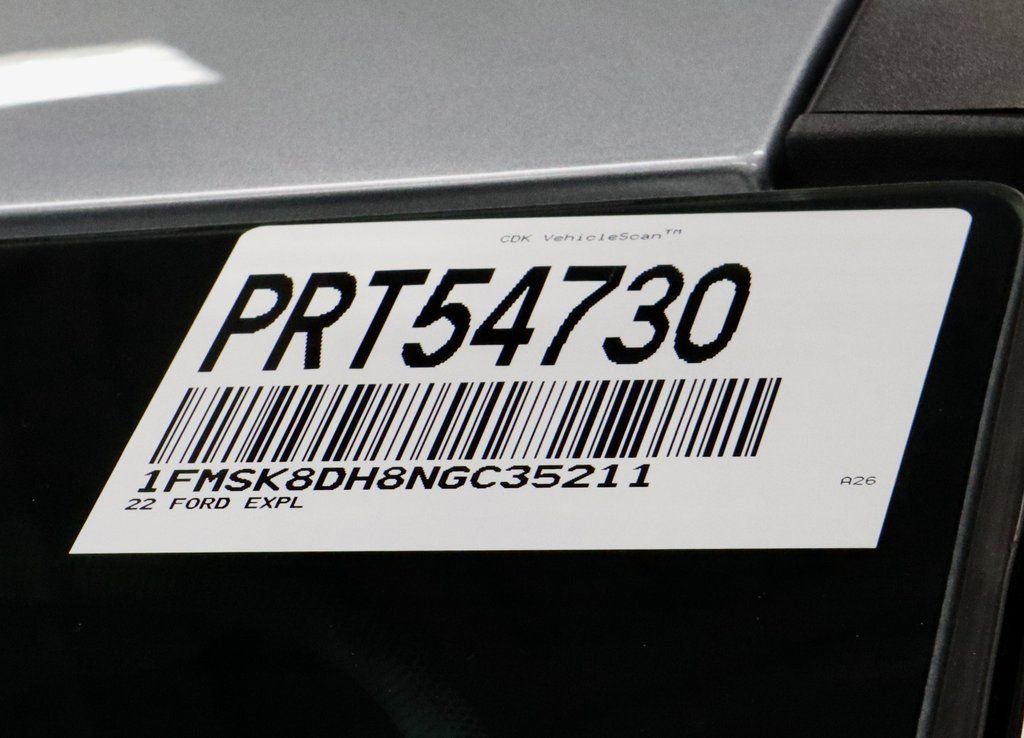 CDK VehicleScan™
PRT54730
1FMSK8DH8NGC35211
22 FORD EXPL
A26